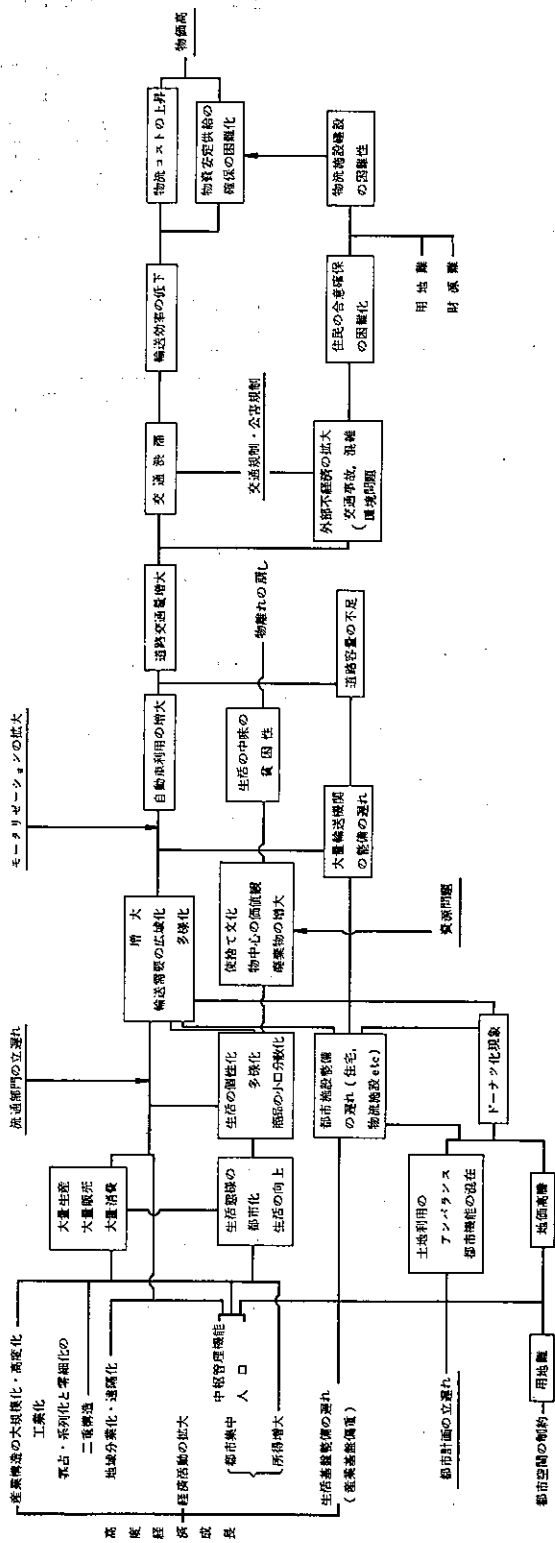 高度経済成長
産業構造の大規模化・高度化
工業化
寡占・系列化と零細化の
二重構造
地域分業化・遠隔化
経済活動の拡大
都市集中
中枢管理機能
人口
所得増大
生活基盤整備の遅れ
(産業基盤偏重)
都市計画の立遅れ
都市空間の制約
用地難
地価高騰
大量生産
大量販売
大量消費
生活態様の
都市化
生活の向上
土地利用の
アンバランス
都市機能の混在
ドーナツ化現象
流通部門の立遅れ
生活の個性化
多様化
商品の小口分散化
都市施設整備
の遅れ(住宅,
物流施設etc)
増大
輸送需要の広域化
多様化
使捨て文化
物中心の価値観
廃棄物の増大
資源問題
モータリゼーションの拡大
自動車利用の増大
生活の中味の
貧困性
物離れの兆し
大量輸送機関
の整備の遅れ
道路容量の不足
道路交通量増大
交通渋滞
交通規制・公害規制
外部不経済の拡大
(交通事故,混雑
環境問題
輸送効率の低下
住民の合意確保
の困難化
用地難
財源難
物流コストの上昇
物資安定供給の
確保の困難化
物流施設建設
の困難性
物価高